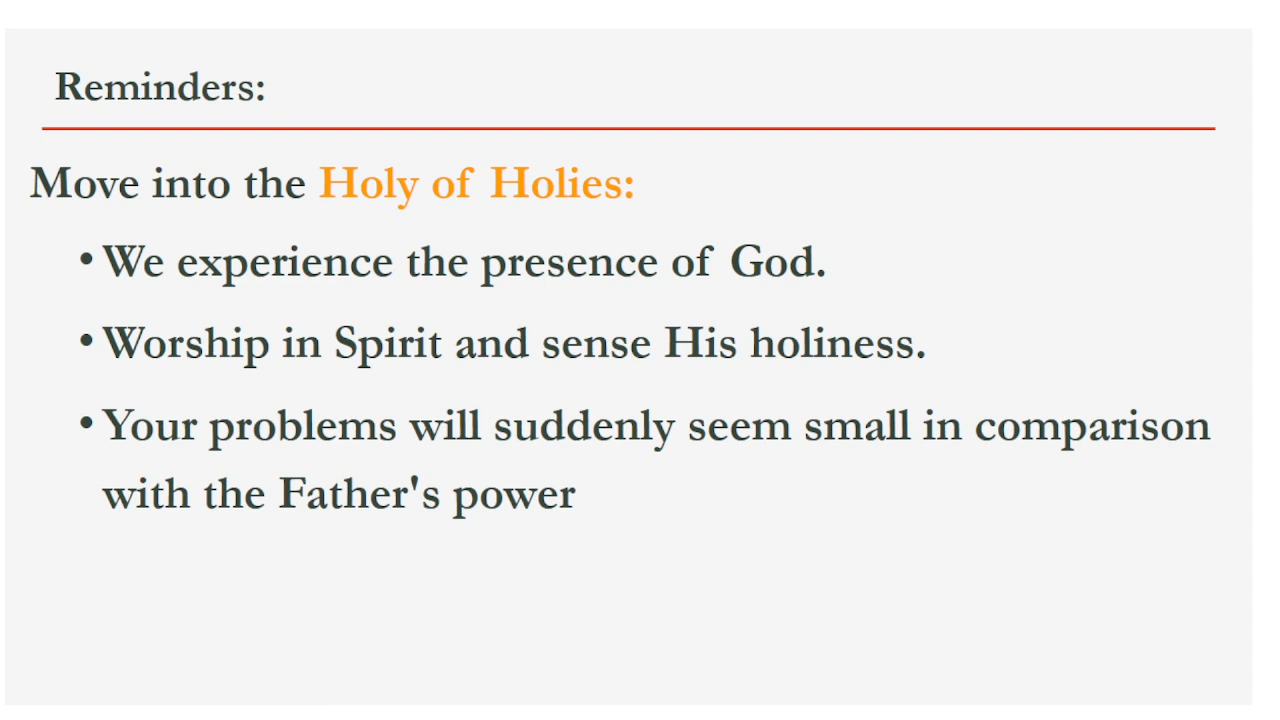 Reminders:
Move into the Holy of Holies:
• We experience the presence of God.
• Worship in Spirit and sense His holiness.
• Your problems will suddenly seem small in comparison
with the Father's power